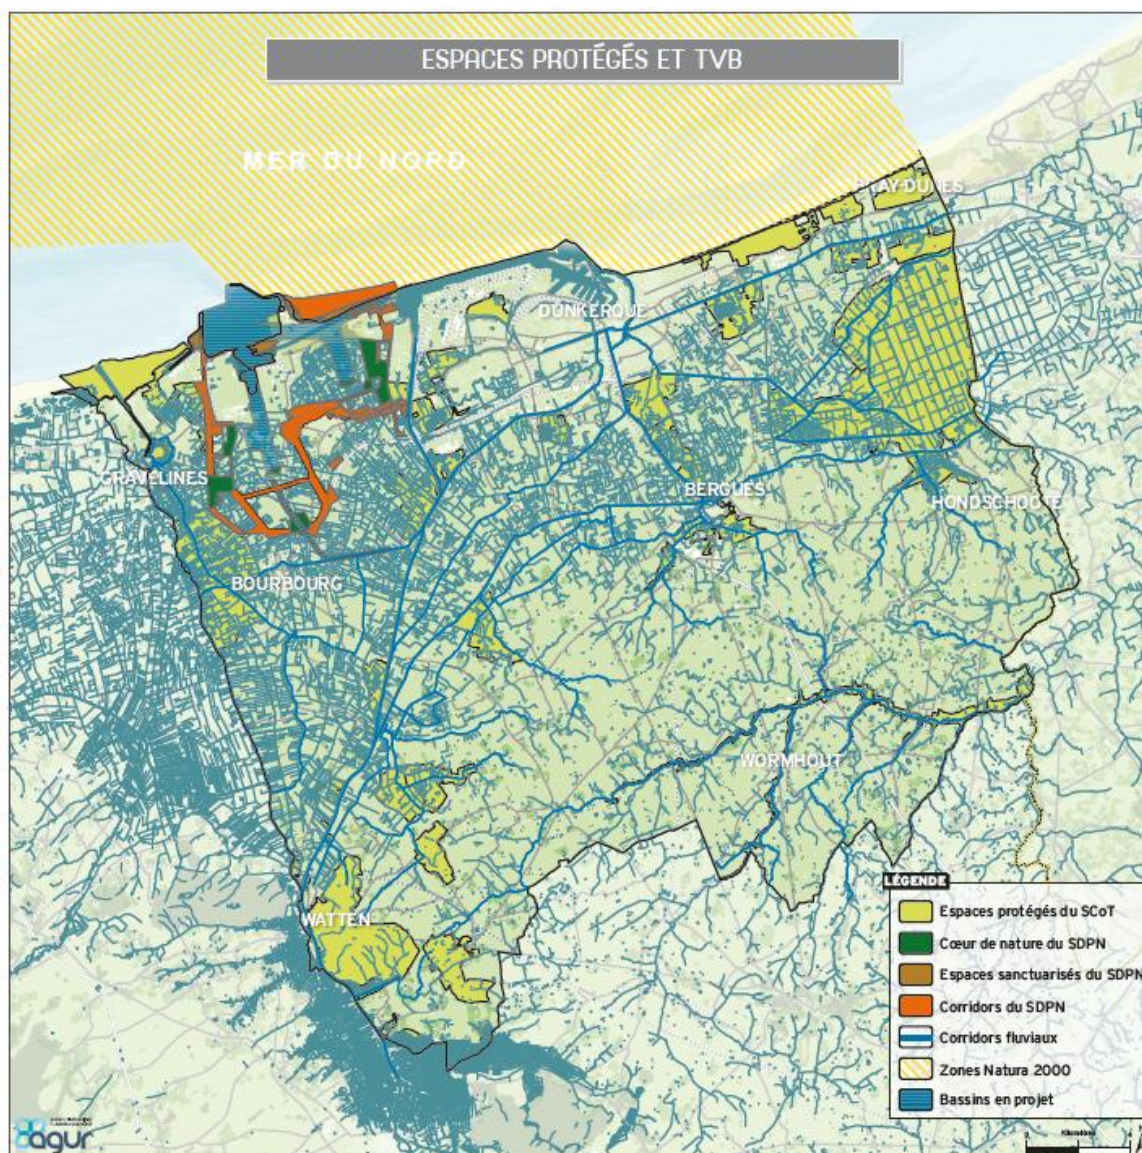 ESPACES PROTÉGÉS ET TVB
MER DU NORD
BRAY-DUNES
DUNKERQUE
GRAVELINES
BERGUES
HONDSCHOOTE
BOURBOURG
WORMHOUT
WATTEN
LÉGENDE
Espaces protégés du SCoT
Cœur de nature du SDPN
Espaces sanctuarisés du SDPN
Corridors du SDPN
Corridors fluviaux
Zones Natura 2000
Bassins en projet
agur
Kilomètres